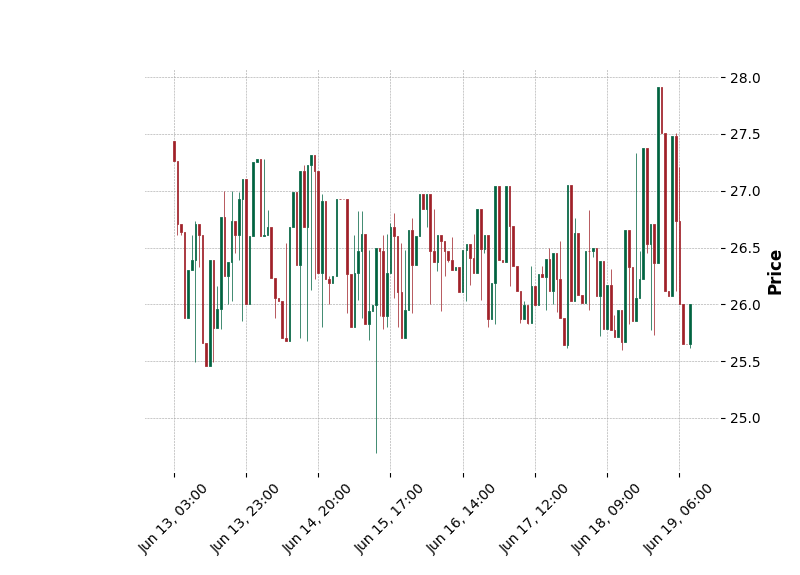 28.0
27.5
27.0
26.5
26.0
25.5
25.0
Price
Jun 13, 03:00
Jun 13, 23:00
Jun 14, 20:00
Jun 15, 17:00
Jun 16, 14:00
Jun 17, 12:00
Jun 18, 09:00
Jun 19, 06:00